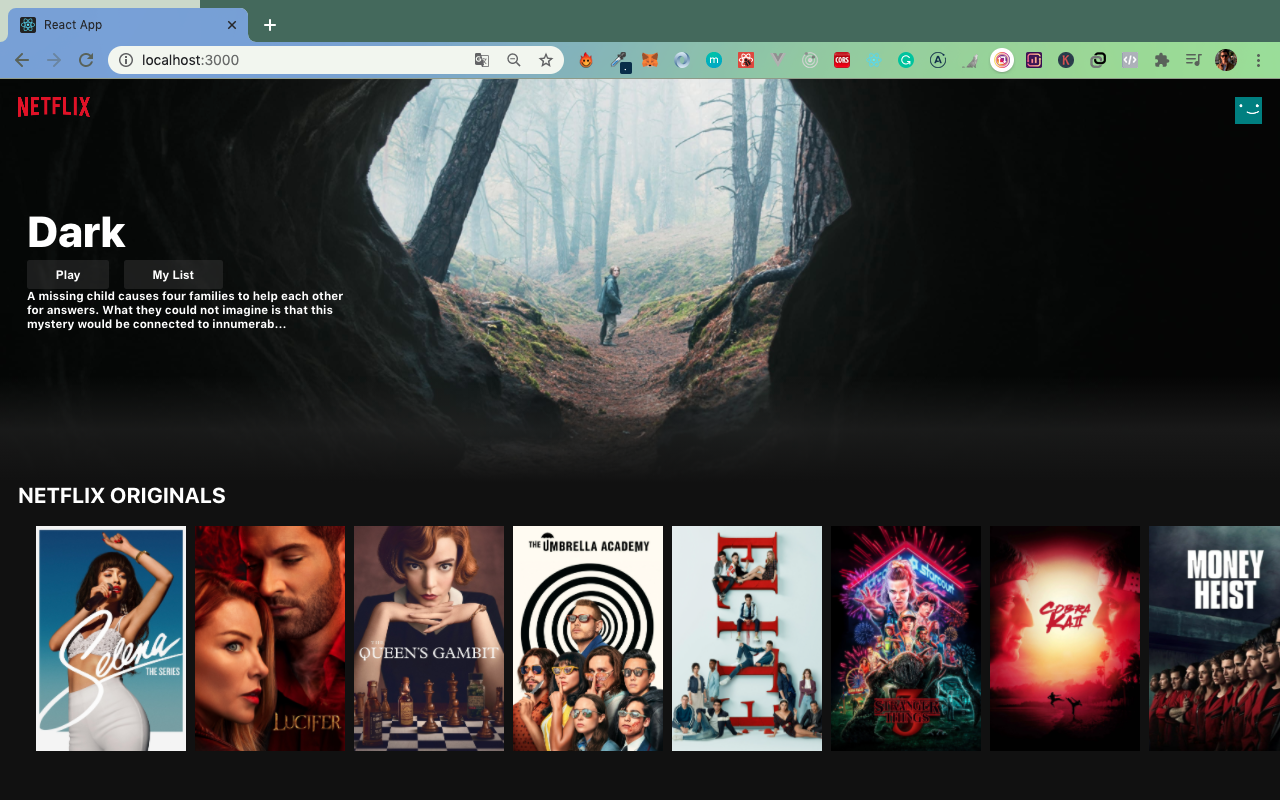 React App
localhost:3000
CORS
NETFLIX
Dark
Play
My List
A missing child causes four families to help each other
for answers. What they could not imagine is that this
mystery would be connected to innumerab...
NETFLIX ORIGINALS
Selena
THE SERIES
LUCIFER
THE
QUEEN'S GAMBIT
THE UMBRELLA ACADEMY
ELITE
starcourt
STRANGER
THINGS
3
COBRA
KAI
MONEY
HEIST